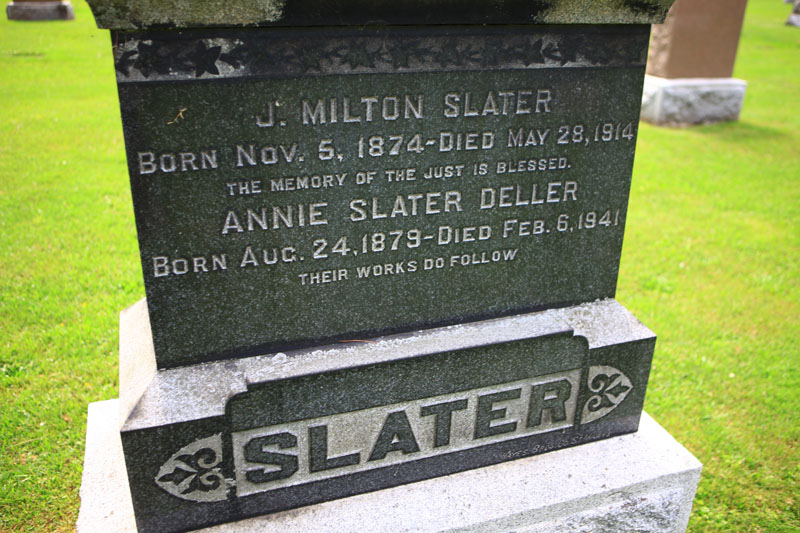 J. MILTON SLATER
BORN NOV. 5, 1874-DIED MAY 28, 1914
THE MEMORY OF THE JUST IS BLESSED.
ANNIE SLATER DELLER
BORN AUG. 24, 1879-DIED FEB. 6, 1941
THEIR WORKS DO FOLLOW
SLATER